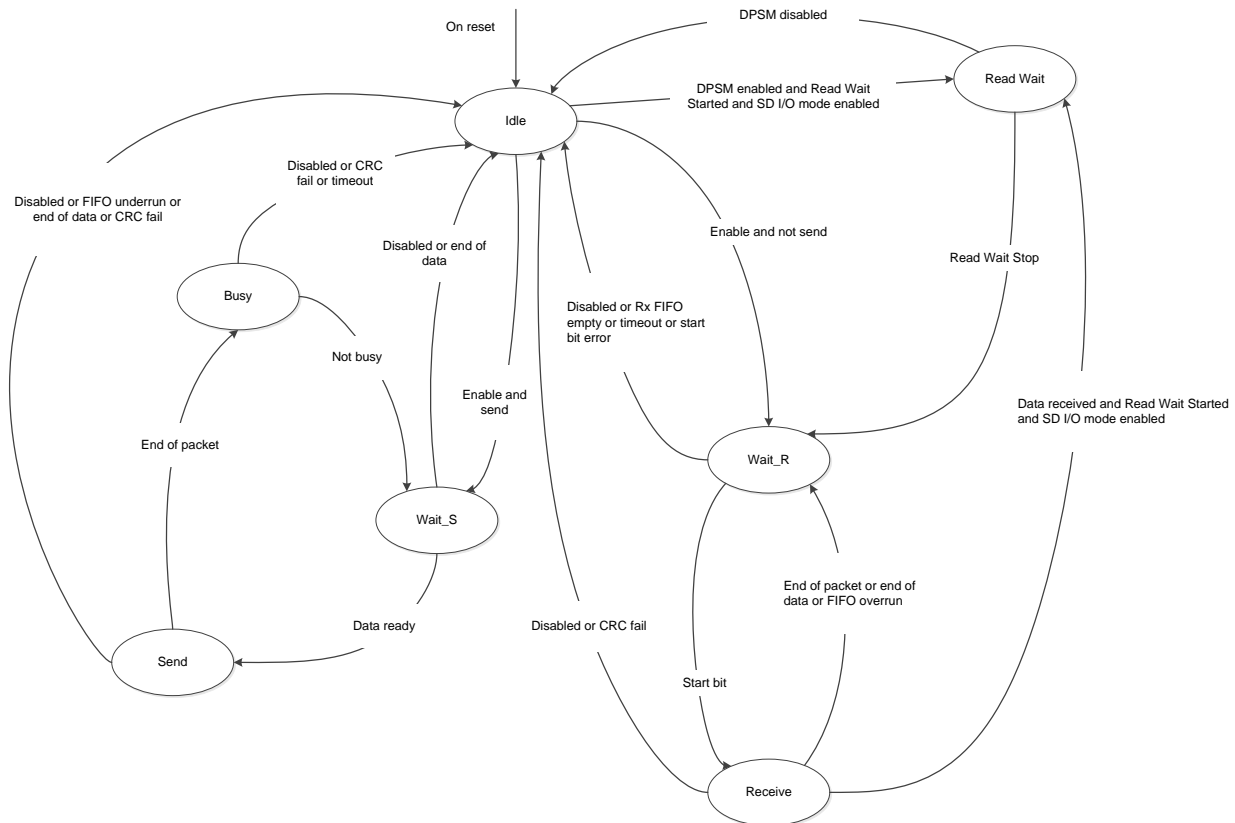 DPSM disabled
On reset
Read Wait
DPSM enabled and Read Wait
Started and SD I/O mode enabled
Idle
Disabled or CRC
fail or timeout
Disabled or FIFO underrun or
end of data or CRC fail
Enable and not send
Disabled or end of
data
Read Wait Stop
Busy
Disabled or Rx FIFO
empty or timeout or start
bit error
Not busy
Enable and
send
Data received and Read Wait Started
and SD I/O mode enabled
End of packet
Wait_R
Wait_S
End of packet or end of
data or FIFO overrun
Data ready
Disabled or CRC fail
Send
Start bit
Receive